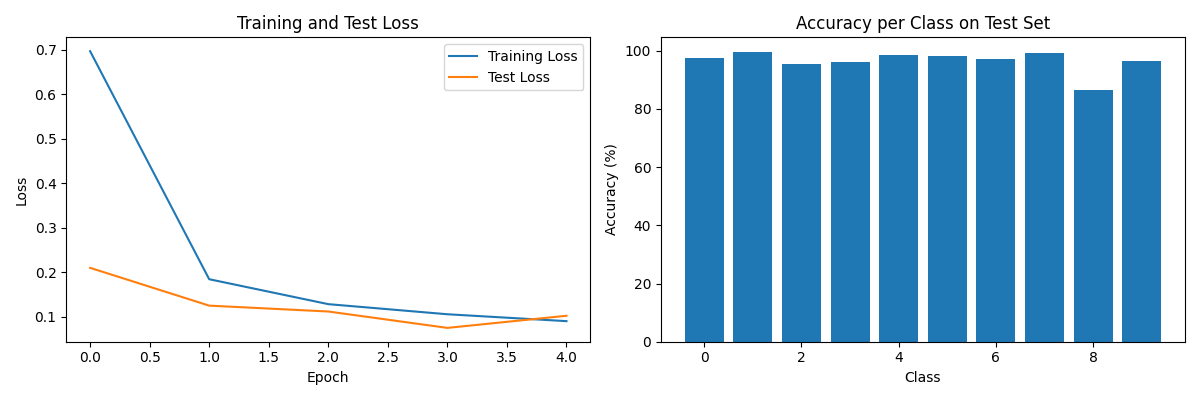 Training and Test Loss
Loss
0.7
0.6
0.5
0.4
0.3
0.2
0.1
Training Loss
Test Loss
0.0 0.5 1.0 1.5 2.0 2.5 3.0 3.5 4.0
Epoch
Accuracy per Class on Test Set
Accuracy (%)
100
80
60
40
20
0
0 2 4 6 8
Class